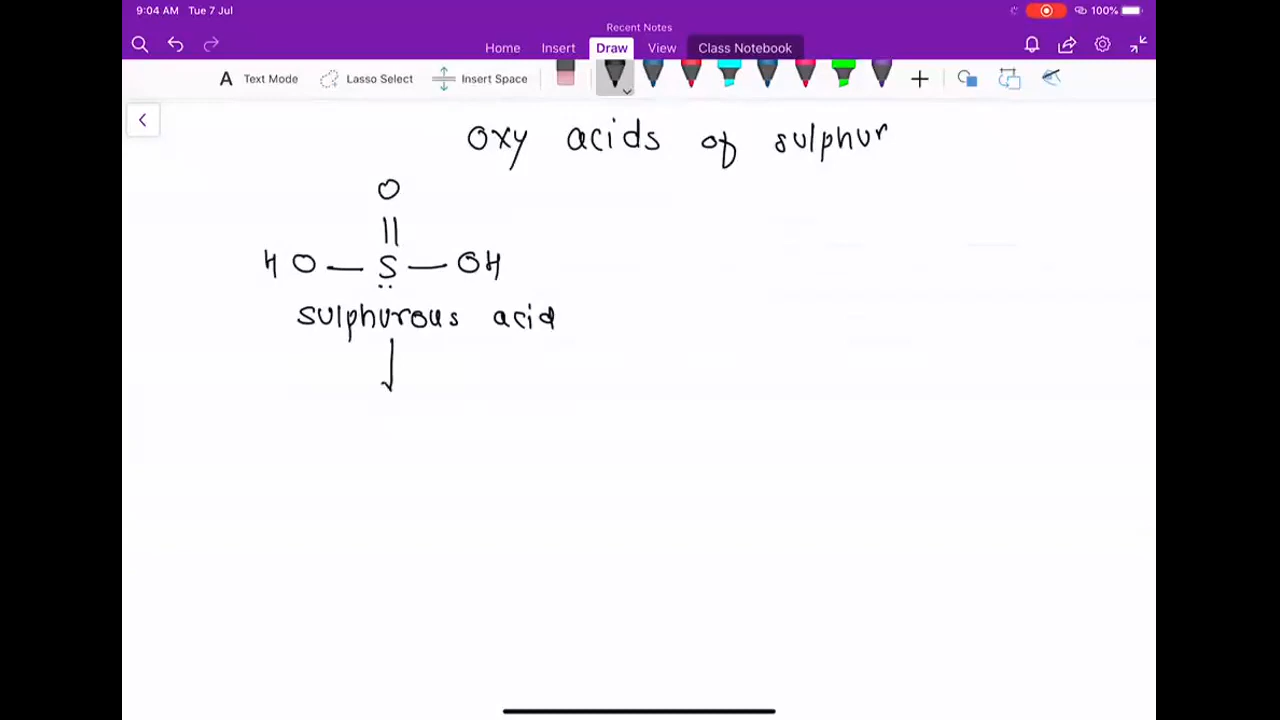 9:04 AM Tue 7 Jul 100%
Recent Notes
Home Insert Draw View Class Notebook
A Text Mode Lasso Select Insert Space
oxy acids of sulphur
O
HO — S — OH
sulphurous acid